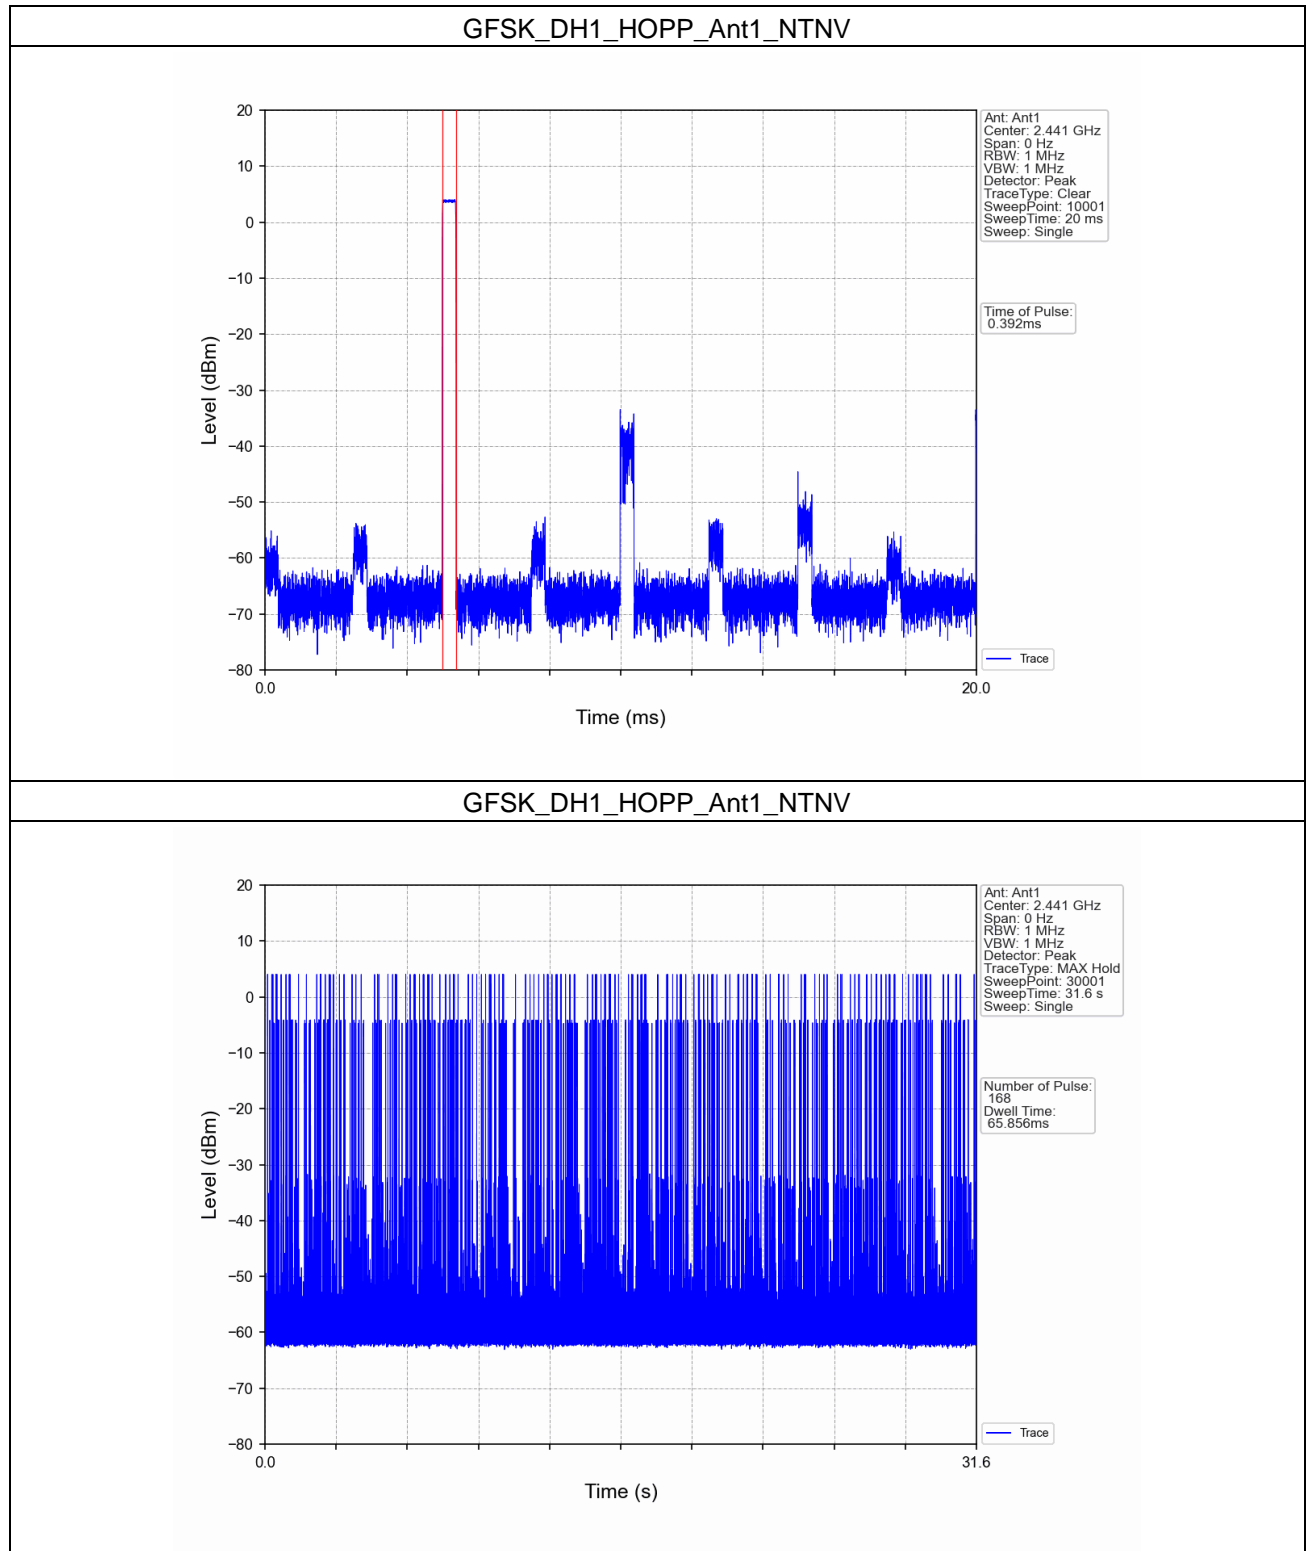 GFSK_DH1_HOPP_Ant1_NTNV
20
10
0
−10
−20
−30
−40
−50
−60
−70
−80
Level (dBm)
0.0
20.0
Time (ms)
Ant: Ant1
Center: 2.441 GHz
Span: 0 Hz
RBW: 1 MHz
VBW: 1 MHz
Detector: Peak
TraceType: Clear
SweepPoint: 10001
SweepTime: 20 ms
Sweep: Single
Time of Pulse:
0.392ms
Trace
GFSK_DH1_HOPP_Ant1_NTNV
20
10
0
−10
−20
−30
−40
−50
−60
−70
−80
Level (dBm)
0.0
31.6
Time (s)
Ant: Ant1
Center: 2.441 GHz
Span: 0 Hz
RBW: 1 MHz
VBW: 1 MHz
Detector: Peak
TraceType: MAX Hold
SweepPoint: 30001
SweepTime: 31.6 s
Sweep: Single
Number of Pulse:
168
Dwell Time:
65.856ms
Trace